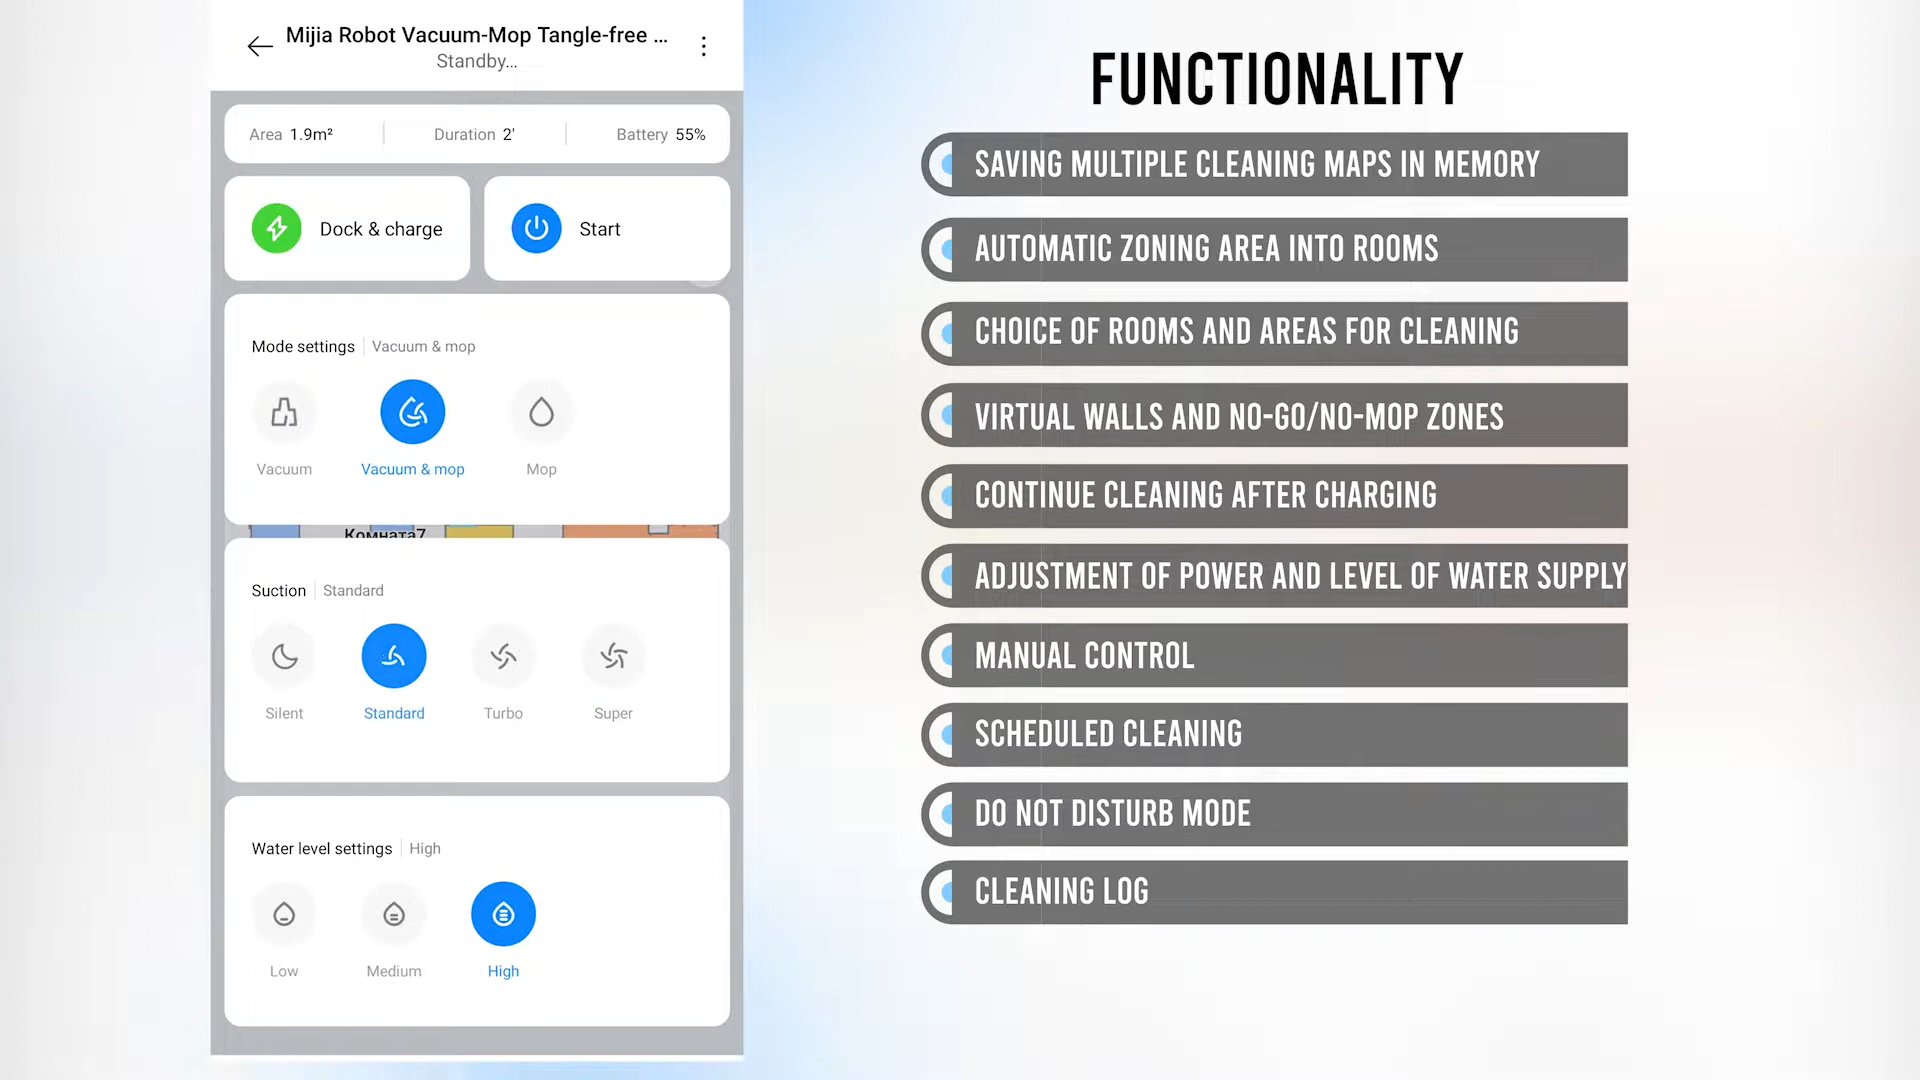 Mijia Robot Vacuum-Mop Tangle-free ...
Standby...
Area 1.9m² Duration 2' Battery 55%
Dock & charge Start
Mode settings Vacuum & mop
Vacuum Vacuum & mop Mop
Комната7
Suction Standard
Silent Standard Turbo Super
Water level settings High
Low Medium High
FUNCTIONALITY
SAVING MULTIPLE CLEANING MAPS IN MEMORY
AUTOMATIC ZONING AREA INTO ROOMS
CHOICE OF ROOMS AND AREAS FOR CLEANING
VIRTUAL WALLS AND NO-GO/NO-MOP ZONES
CONTINUE CLEANING AFTER CHARGING
ADJUSTMENT OF POWER AND LEVEL OF WATER SUPPLY
MANUAL CONTROL
SCHEDULED CLEANING
DO NOT DISTURB MODE
CLEANING LOG